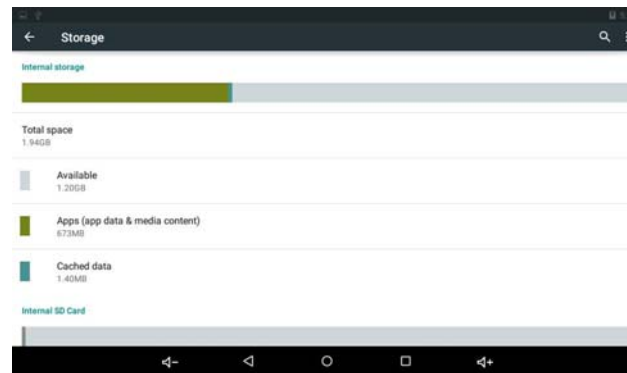 Storage
Internal storage
Total space
1.94GB
Available
1.20GB
Apps (app data & media content)
673MB
Cached data
1.40MB
Internal SD Card